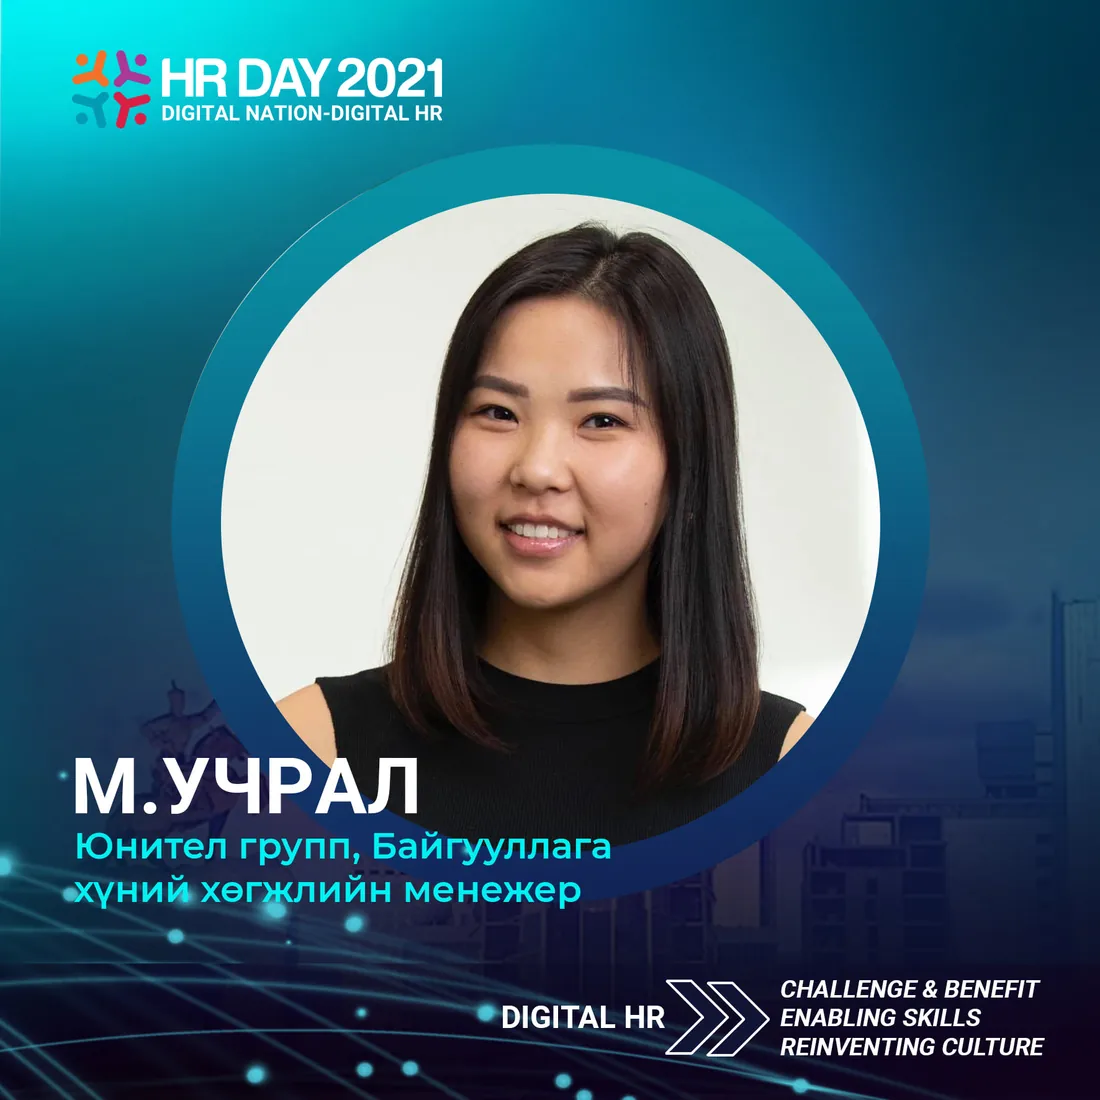 HR DAY 2021
DIGITAL NATION-DIGITAL HR
М.УЧРАЛ
Юнител групп, Байгууллага
хүний хөгжлийн менежер
DIGITAL HR
CHALLENGE & BENEFIT
ENABLING SKILLS
REINVENTING CULTURE